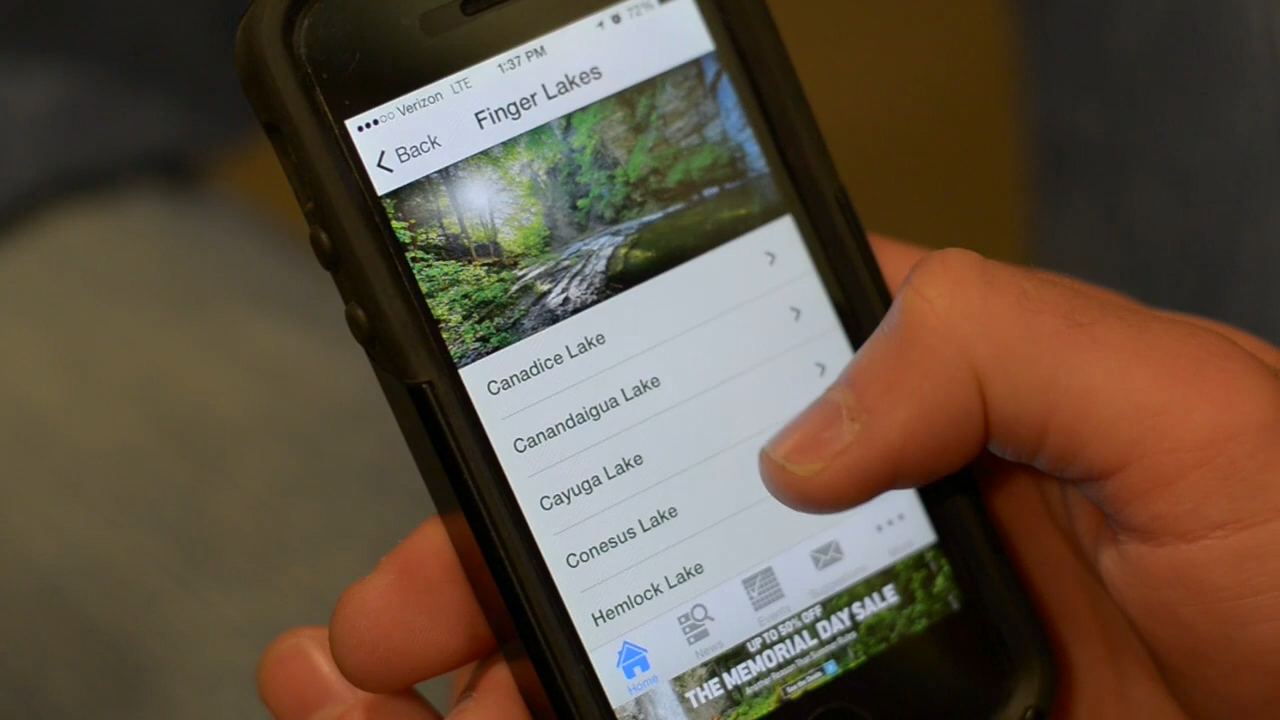 Verizon LTE 1:37 PM 72%
Back Finger Lakes
Canadice Lake
Canandaigua Lake
Cayuga Lake
Conesus Lake
Hemlock Lake
Home News Events
UP TO 50% OFF
THE MEMORIAL DAY SALE